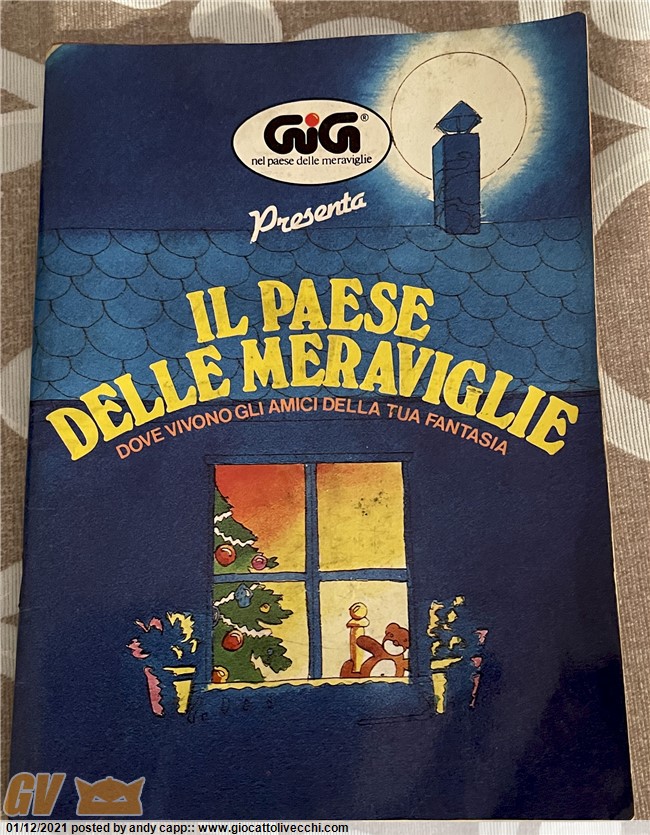 GiG ®
nel paese delle meraviglie
Presenta
IL PAESE
DELLE MERAVIGLIE
DOVE VIVONO GLI AMICI DELLA TUA FANTASIA
GV
01/12/2021 posted by andy capp:: www.giocattolivecchi.com